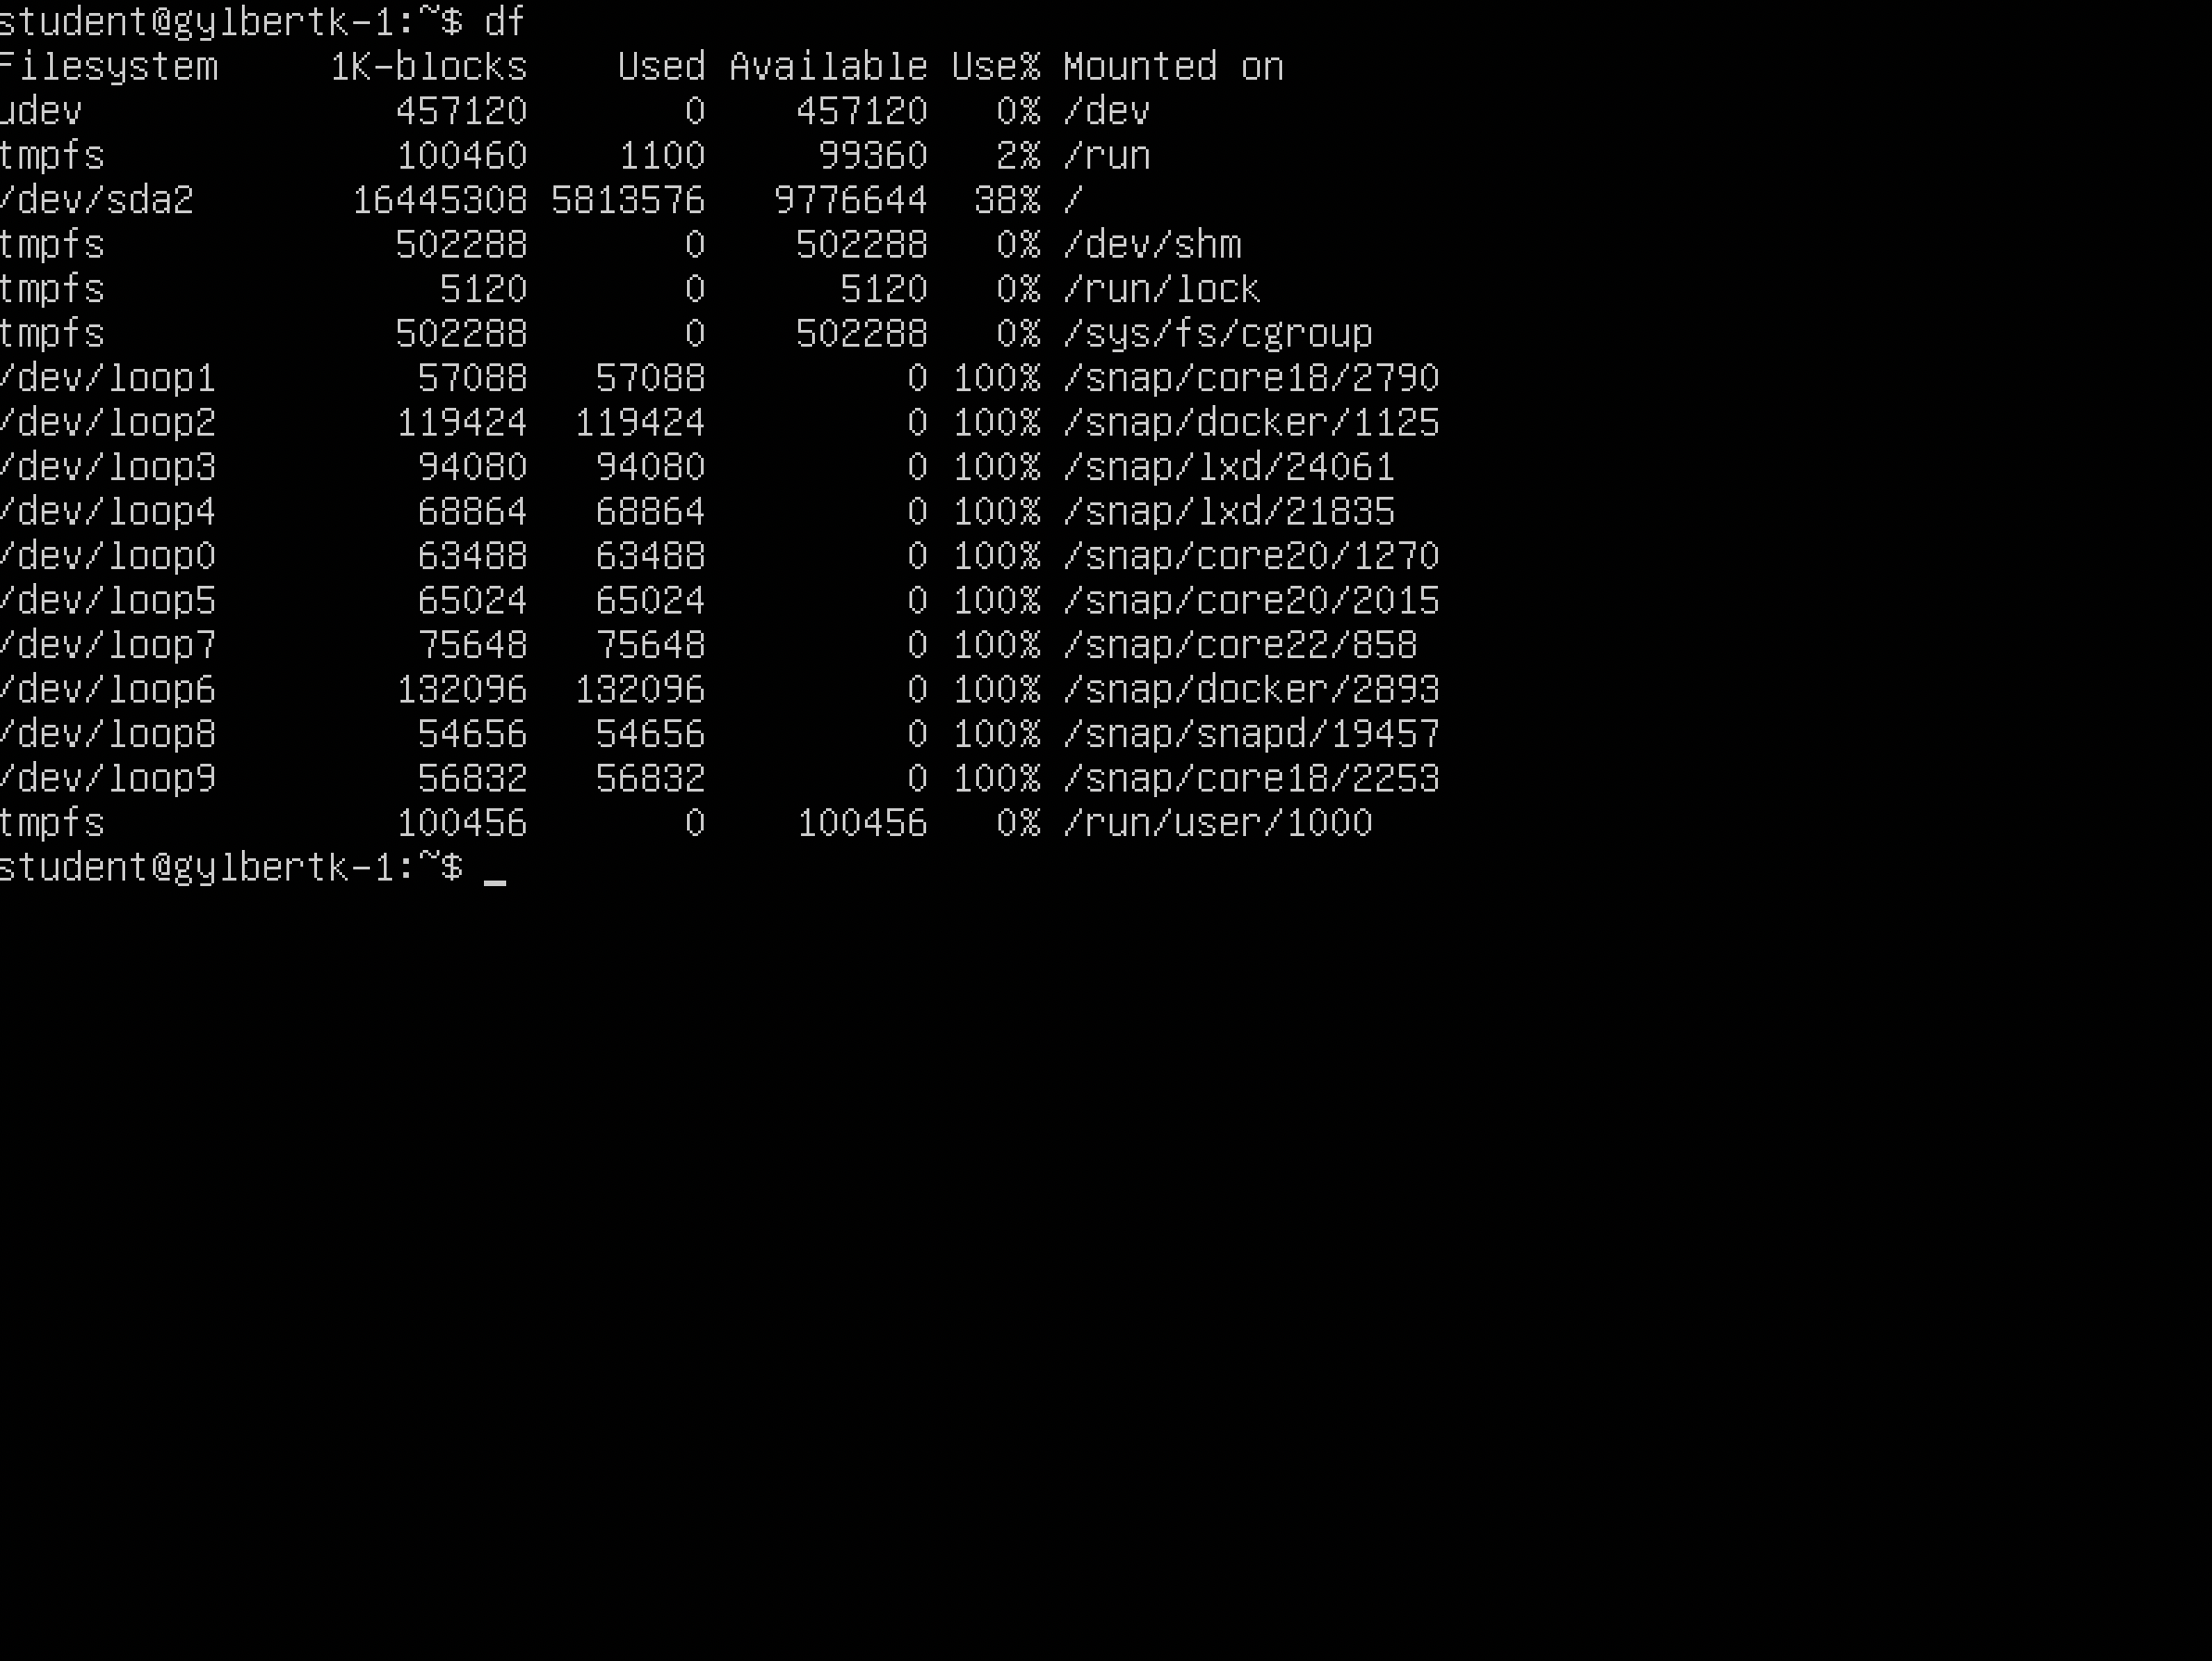 student@gylbertk-1:~$ df
Filesystem     1K-blocks    Used Available Use% Mounted on
udev              457120       0    457120   0% /dev
tmpfs             100460    1100     99360   2% /run
/dev/sda2       16445308 5813576   9776644  38% /
tmpfs             502288       0    502288   0% /dev/shm
tmpfs               5120       0      5120   0% /run/lock
tmpfs             502288       0    502288   0% /sys/fs/cgroup
/dev/loop1         57088   57088         0 100% /snap/core18/2790
/dev/loop2        119424  119424         0 100% /snap/docker/1125
/dev/loop3         94080   94080         0 100% /snap/lxd/24061
/dev/loop4         68864   68864         0 100% /snap/lxd/21835
/dev/loop0         63488   63488         0 100% /snap/core20/1270
/dev/loop5         65024   65024         0 100% /snap/core20/2015
/dev/loop7         75648   75648         0 100% /snap/core22/858
/dev/loop6        132096  132096         0 100% /snap/docker/2893
/dev/loop8         54656   54656         0 100% /snap/snapd/19457
/dev/loop9         56832   56832         0 100% /snap/core18/2253
tmpfs             100456       0    100456   0% /run/user/1000
student@gylbertk-1:~$ _